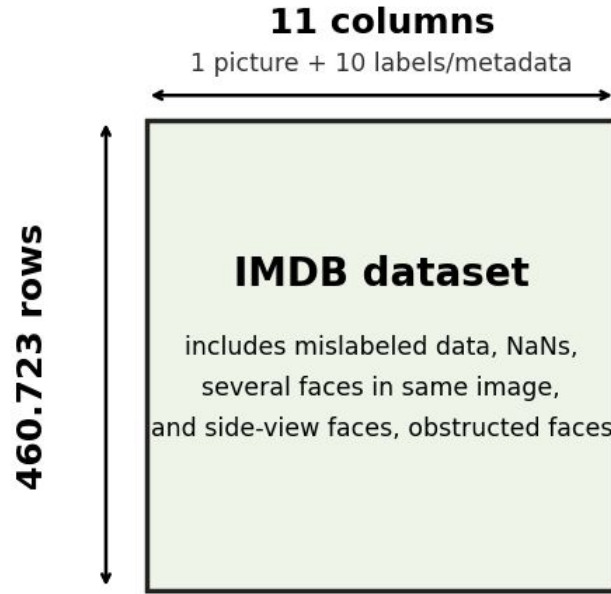 11 columns
1 picture + 10 labels/metadata
460.723 rows
IMDB dataset
includes mislabeled data, NaNs,
several faces in same image,
and side-view faces, obstructed faces